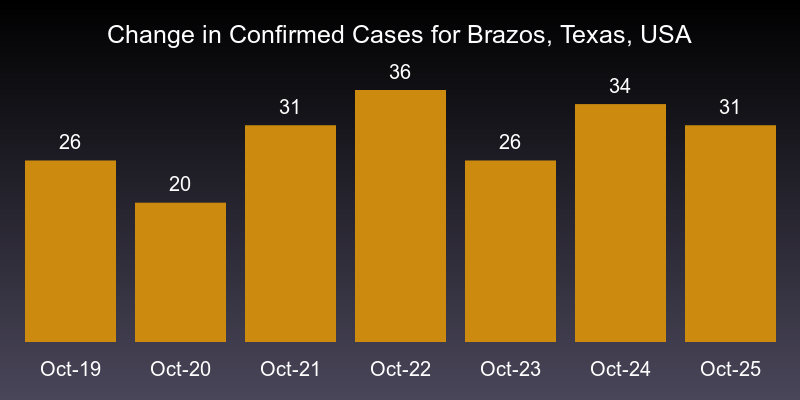 Change in Confirmed Cases for Brazos, Texas, USA
26 20 31 36 26 34 31
Oct-19 Oct-20 Oct-21 Oct-22 Oct-23 Oct-24 Oct-25